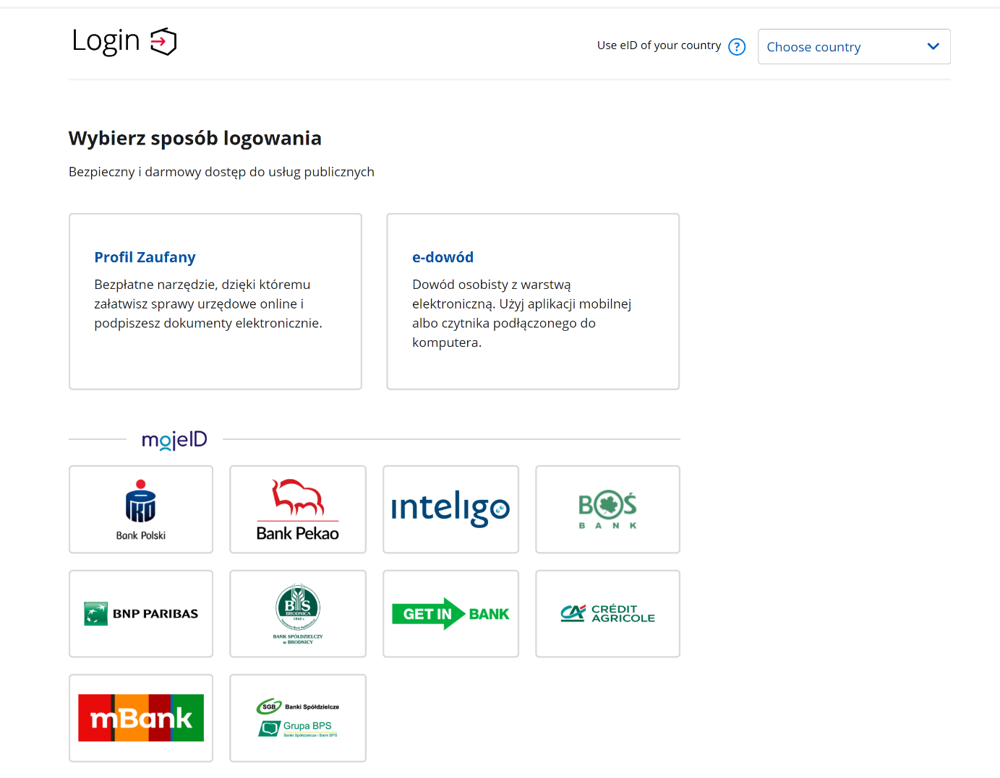 Login
Use eID of your country ?
Choose country
Wybierz sposób logowania
Bezpieczny i darmowy dostęp do usług publicznych
Profil Zaufany
Bezpłatne narzędzie, dzięki któremu
załatwisz sprawy urzędowe online i
podpiszesz dokumenty elektronicznie.
e-dowód
Dowód osobisty z warstwą
elektroniczną. Użyj aplikacji mobilnej
albo czytnika podłączonego do
komputera.
mojeID
PKO
Bank Polski
Bank Pekao
inteligo
BOŚ
BANK
BNP PARIBAS
BS
BRODNICA
1862 r.
BANK SPÓŁDZIELCZY
w BRODNICY
GET IN BANK
CRÉDIT
AGRICOLE
mBank
SGB Banki Spółdzielcze
Grupa BPS
Banki Spółdzielcze i Bank BPS